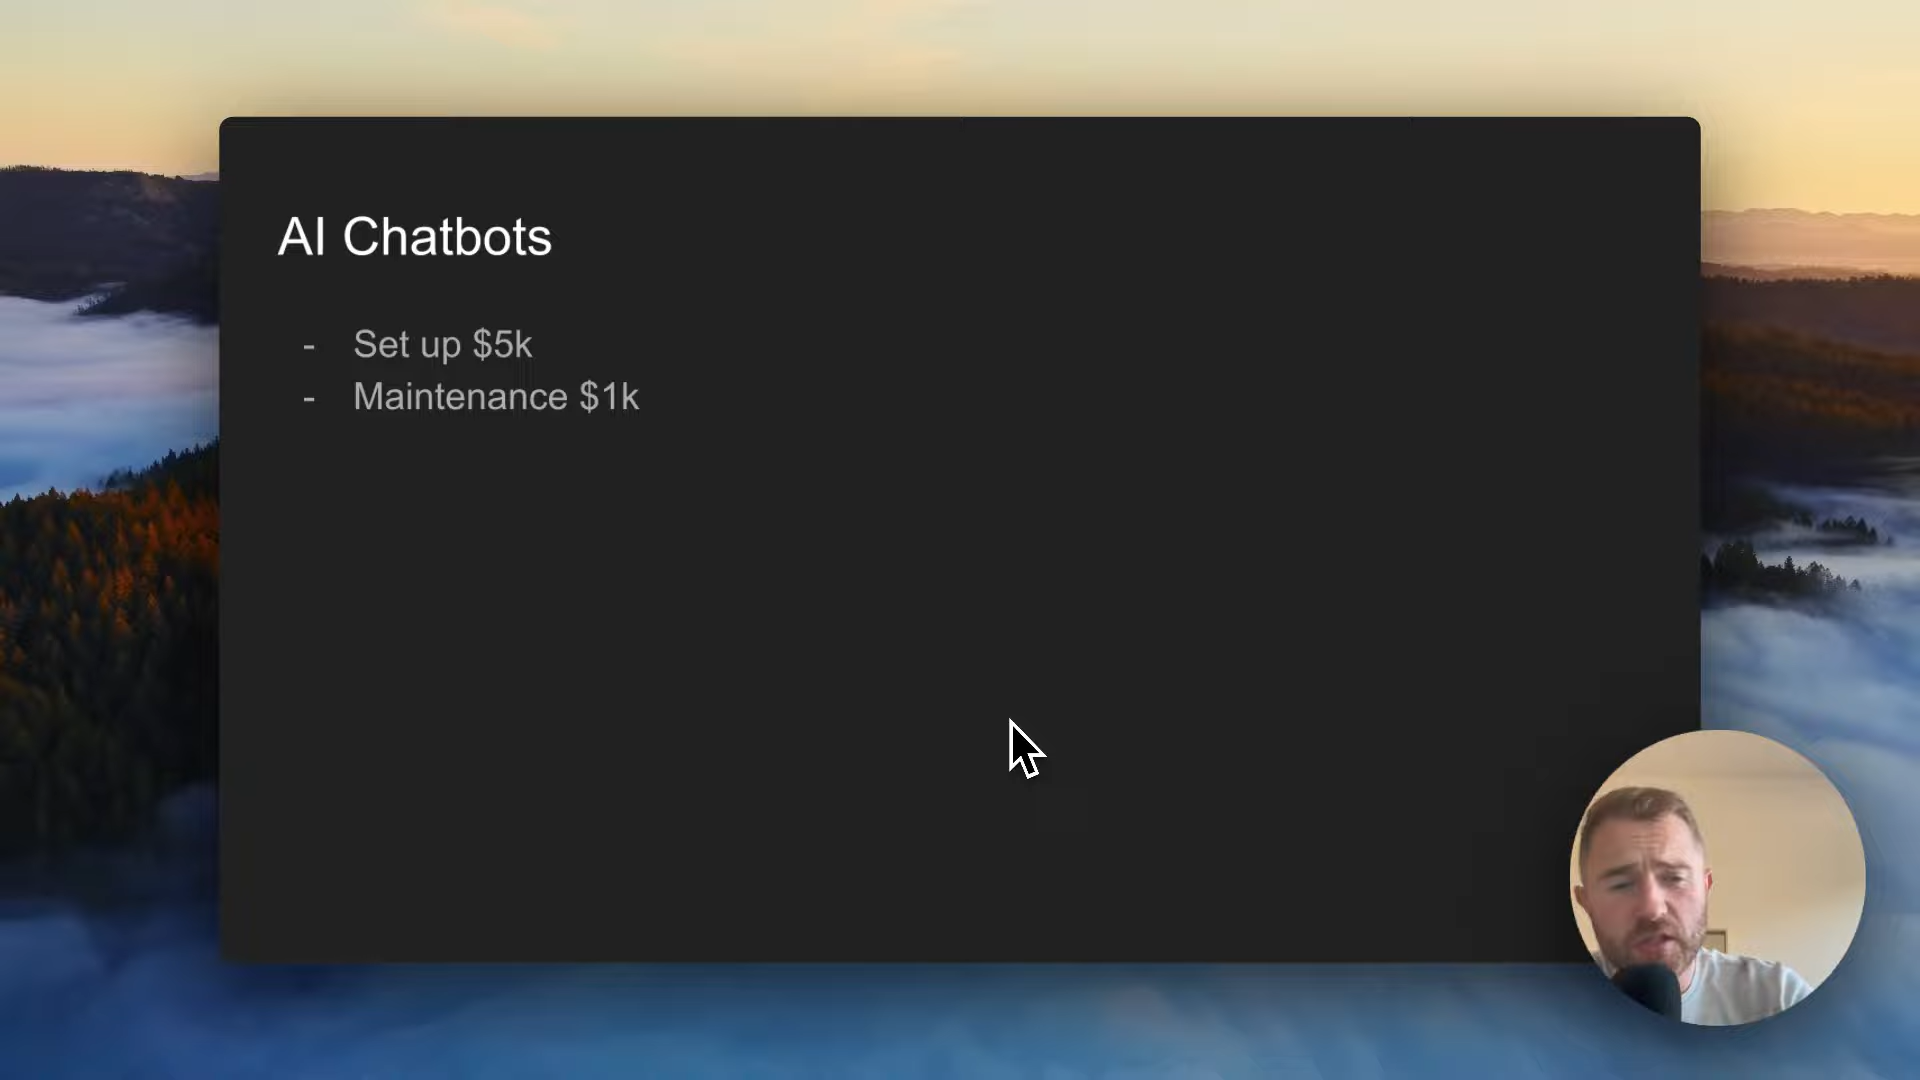 AI Chatbots
- Set up $5k
- Maintenance $1k